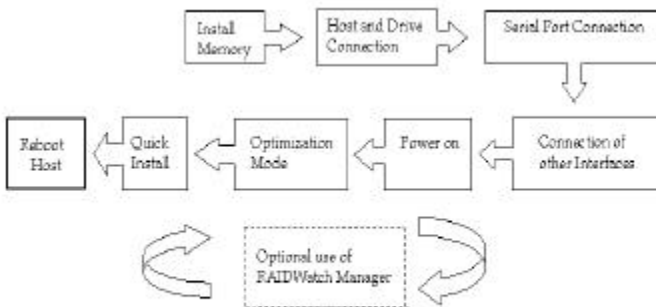 Install
Memory
Host and Drive
Connection
Serial Port Connection
Connection of
other Interfaces
Power on
Optimization
Mode
Quick
Install
Reboot
Host
Optional use of
RAIDWatch Manager